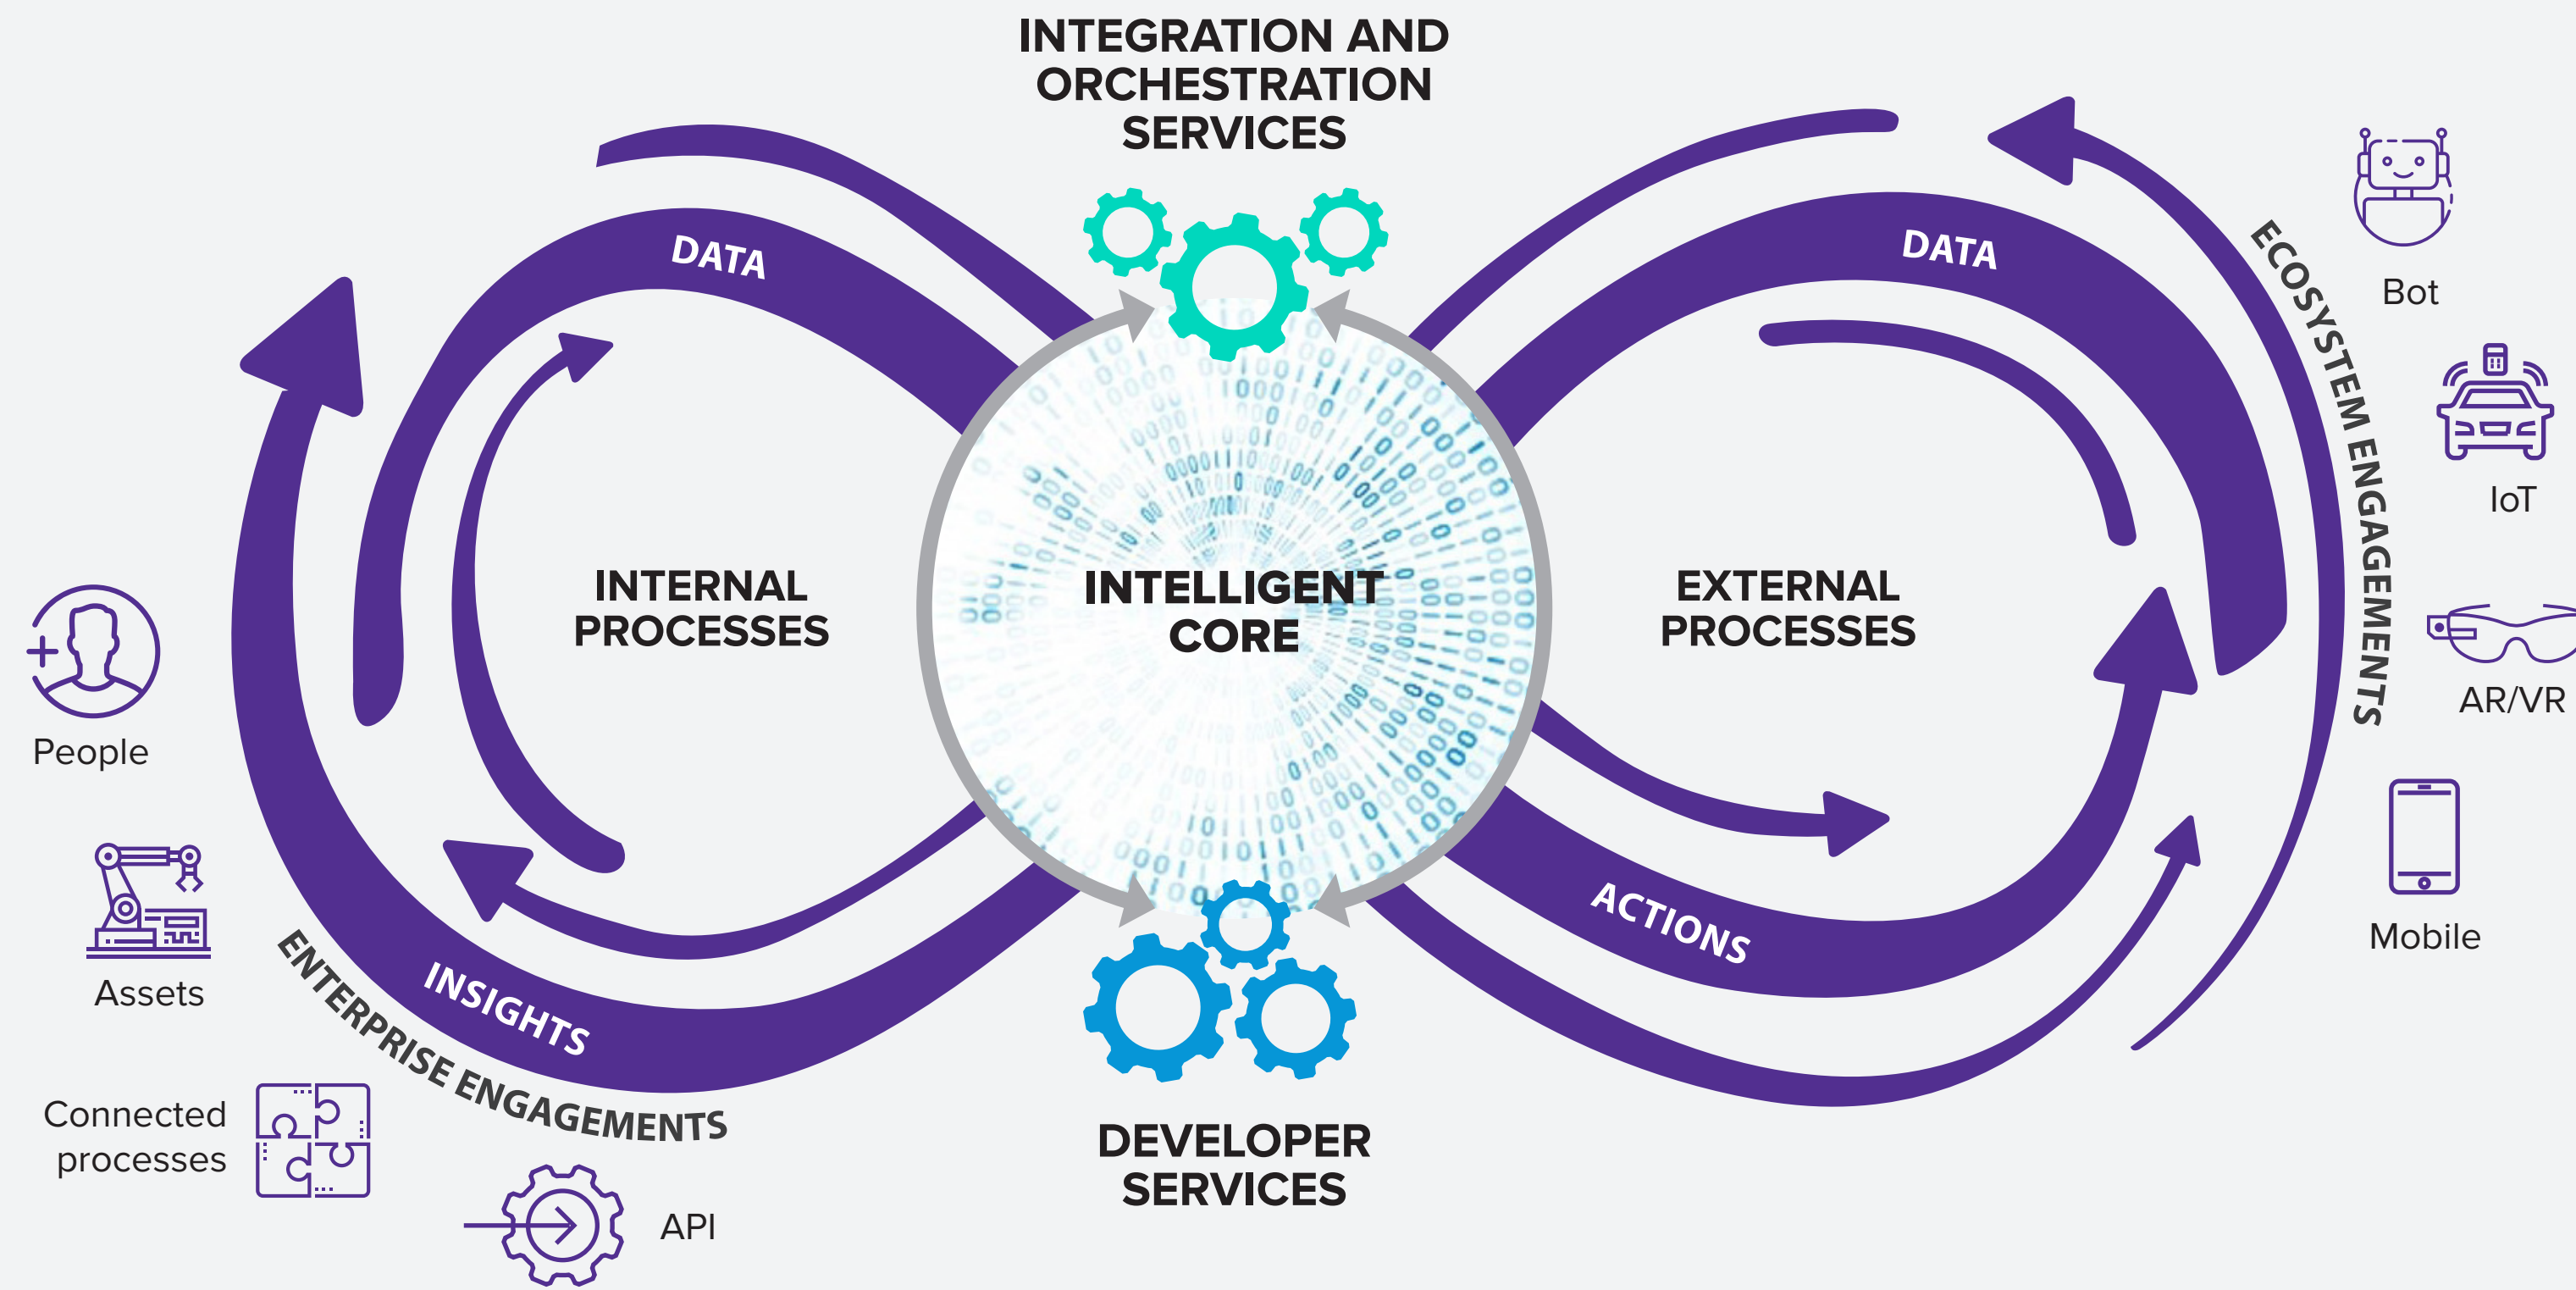 INTEGRATION AND
ORCHESTRATION
SERVICES
DATA
DATA
INTERNAL
PROCESSES
INTELLIGENT
CORE
EXTERNAL
PROCESSES
INSIGHTS
ACTIONS
ENTERPRISE ENGAGEMENTS
ECOSYSTEM ENGAGEMENTS
People
Assets
Connected
processes
API
DEVELOPER
SERVICES
Bot
IoT
AR/VR
Mobile